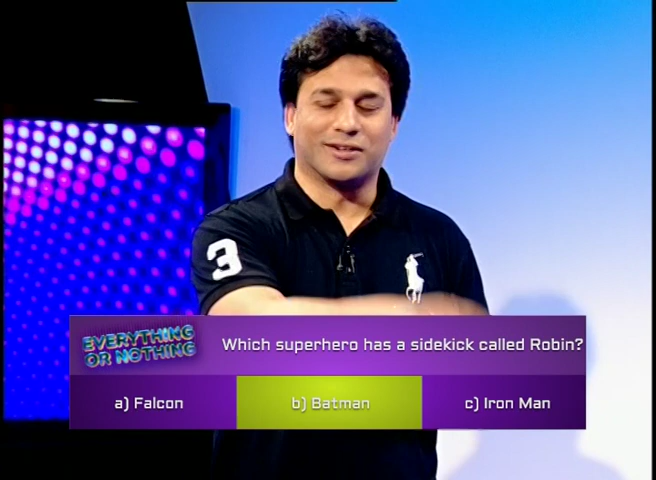 3
EVERYTHING
OR NOTHING
Which superhero has a sidekick called Robin?
a) Falcon
b) Batman
c) Iron Man